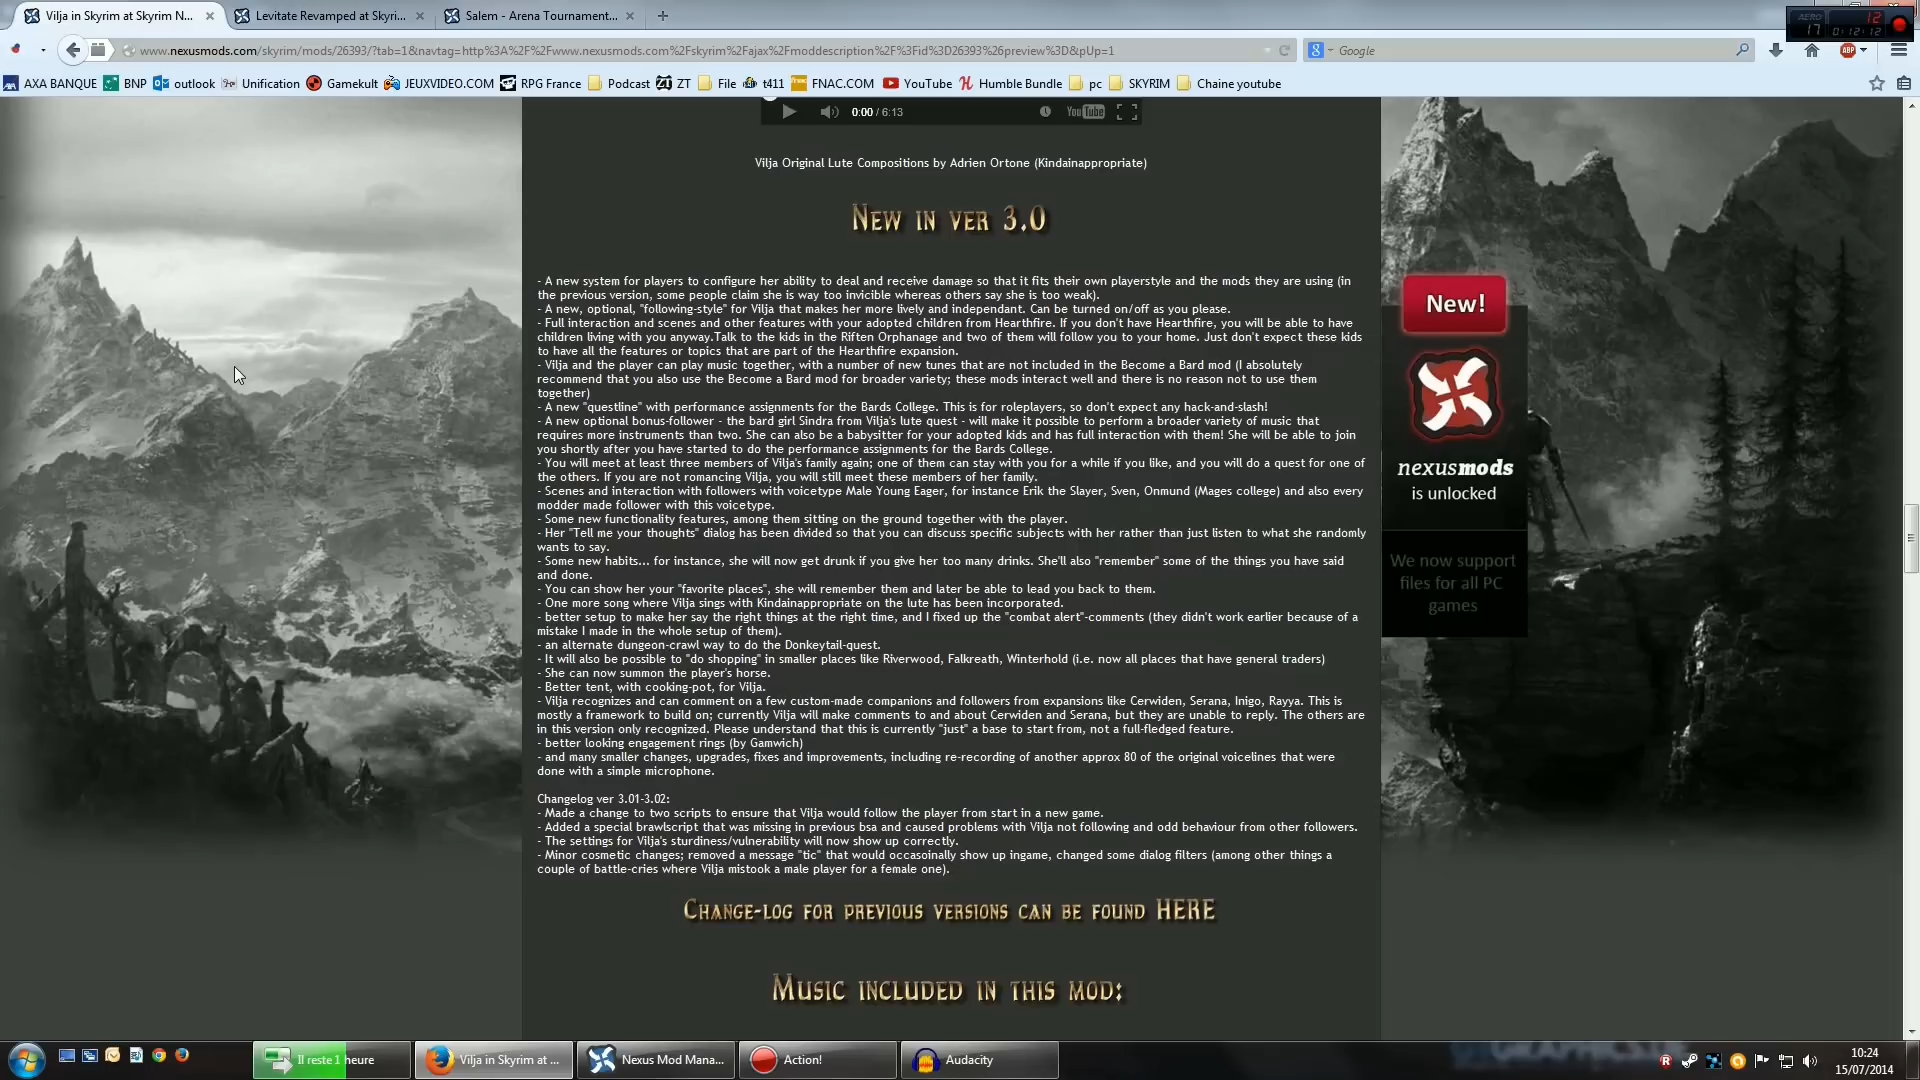 Vilja in Skyrim at Skyrim N...
Levitate Revamped at Skyri...
Salem - Arena Tournament...
AERO
17
12
0:12:12
www.nexusmods.com/skyrim/mods/26393/?tab=1&navtag=http%3A%2F%2Fwww.nexusmods.com%2Fskyrim%2Fajax%2Fmoddescription%2F%3Fid%3D26393%26preview%3D&pUp=1
Google
ABP
AXA BANQUE
BNP
outlook
Unification
Gamekult
JEUXVIDEO.COM
RPG France
Podcast
ZT
File
t411
FNAC.COM
YouTube
Humble Bundle
pc
SKYRIM
Chaine youtube
0:00 / 6:13
YouTube
Vilja Original Lute Compositions by Adrien Ortone (Kindainappropriate)
New in ver 3.0
- A new system for players to configure her ability to deal and receive damage so that it fits their own playerstyle and the mods they are using (in
the previous version, some people claim she is way too invicible whereas others say she is too weak).
- A new, optional, "following-style" for Vilja that makes her more lively and independant. Can be turned on/off as you please.
- Full interaction and scenes and other features with your adopted children from Hearthfire. If you don't have Hearthfire, you will be able to have
children living with you anyway.Talk to the kids in the Riften Orphanage and two of them will follow you to your home. Just don't expect these kids
to have all the features or topics that are part of the Hearthfire expansion.
- Vilja and the player can play music together, with a number of new tunes that are not included in the Become a Bard mod (I absolutely
recommend that you also use the Become a Bard mod for broader variety; these mods interact well and there is no reason not to use them
together)
- A new "questline" with performance assignments for the Bards College. This is for roleplayers, so don't expect any hack-and-slash!
- A new optional bonus-follower - the bard girl Sindra from Vilja's lute quest - will make it possible to perform a broader variety of music that
requires more instruments than two. She can also be a babysitter for your adopted kids and has full interaction with them! She will be able to join
you shortly after you have started to do the performance assignments for the Bards College.
- You will meet at least three members of Vilja's family again; one of them can stay with you for a while if you like, and you will do a quest for one of
the others. If you are not romancing Vilja, you will still meet these members of her family.
- Scenes and interaction with followers with voicetype Male Young Eager, for instance Erik the Slayer, Sven, Onmund (Mages college) and also every
modder made follower with this voicetype.
- Some new functionality features, among them sitting on the ground together with the player.
- Her "Tell me your thoughts" dialog has been divided so that you can discuss specific subjects with her rather than just listen to what she randomly
wants to say.
- Some new habits... for instance, she will now get drunk if you give her too many drinks. She'll also "remember" some of the things you have said
and done.
- You can show her your "favorite places", she will remember them and later be able to lead you back to them.
- One more song where Vilja sings with Kindainappropriate on the lute has been incorporated.
- better setup to make her say the right things at the right time, and I fixed up the "combat alert"-comments (they didn't work earlier because of a
mistake I made in the whole setup of them).
- an alternate dungeon-crawl way to do the Donkeytail-quest.
- It will also be possible to "do shopping" in smaller places like Riverwood, Falkreath, Winterhold (i.e. now all places that have general traders)
- She can now summon the player's horse.
- Better tent, with cooking-pot, for Vilja.
- Vilja recognizes and can comment on a few custom-made companions and followers from expansions like Cerwiden, Serana, Inigo, Rayya. This is
mostly a framework to build on; currently Vilja will make comments to and about Cerwiden and Serana, but they are unable to reply. The others are
in this version only recognized. Please understand that this is currently "just" a base to start from, not a full-fledged feature.
- better looking engagement rings (by Gamwich)
- and many smaller changes, upgrades, fixes and improvements, including re-recording of another approx 80 of the original voicelines that were
done with a simple microphone.
Changelog ver 3.01-3.02:
- Made a change to two scripts to ensure that Vilja would follow the player from start in a new game.
- Added a special brawlscript that was missing in previous bsa and caused problems with Vilja not following and odd behaviour from other followers.
- The settings for Vilja's sturdiness/vulnerability will now show up correctly.
- Minor cosmetic changes; removed a message "tic" that would occasoinally show up ingame, changed some dialog filters (among other things a
couple of battle-cries where Vilja mistook a male player for a female one).
Change-log for previous versions can be found HERE
Music included in this mod:
New!
nexusmods
is unlocked
We now support
files for all PC
games
Il reste 1 heure
Vilja in Skyrim at ...
Nexus Mod Mana...
Action!
Audacity
10:24
15/07/2014